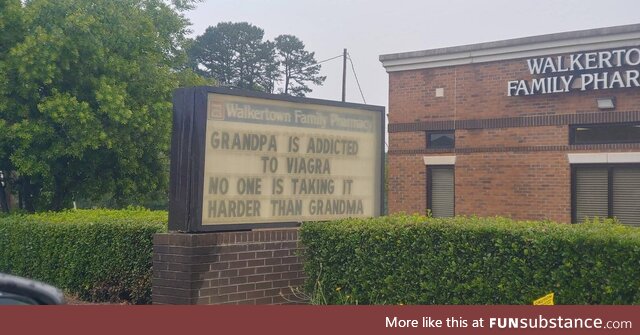 WALKERTO
FAMILY PHAR
Walkertown Family Pharmacy
GRANDPA IS ADDICTED
TO VIAGRA
NO ONE IS TAKING IT
HARDER THAN GRANDMA
More like this at FUNsubstance.com